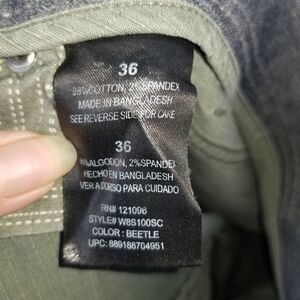 36
98%COTTON, 2%SPANDEX
MADE IN BANGLADESH
SEE REVERSE SIDE FOR CARE
36
98%ALGODON, 2%SPANDEX
HECHO EN BANGLADESH
VER A DORSO PARA CUIDADO
RN# 121096
STYLE# W8S100SC
COLOR : BEETLE
UPC: 889188704951